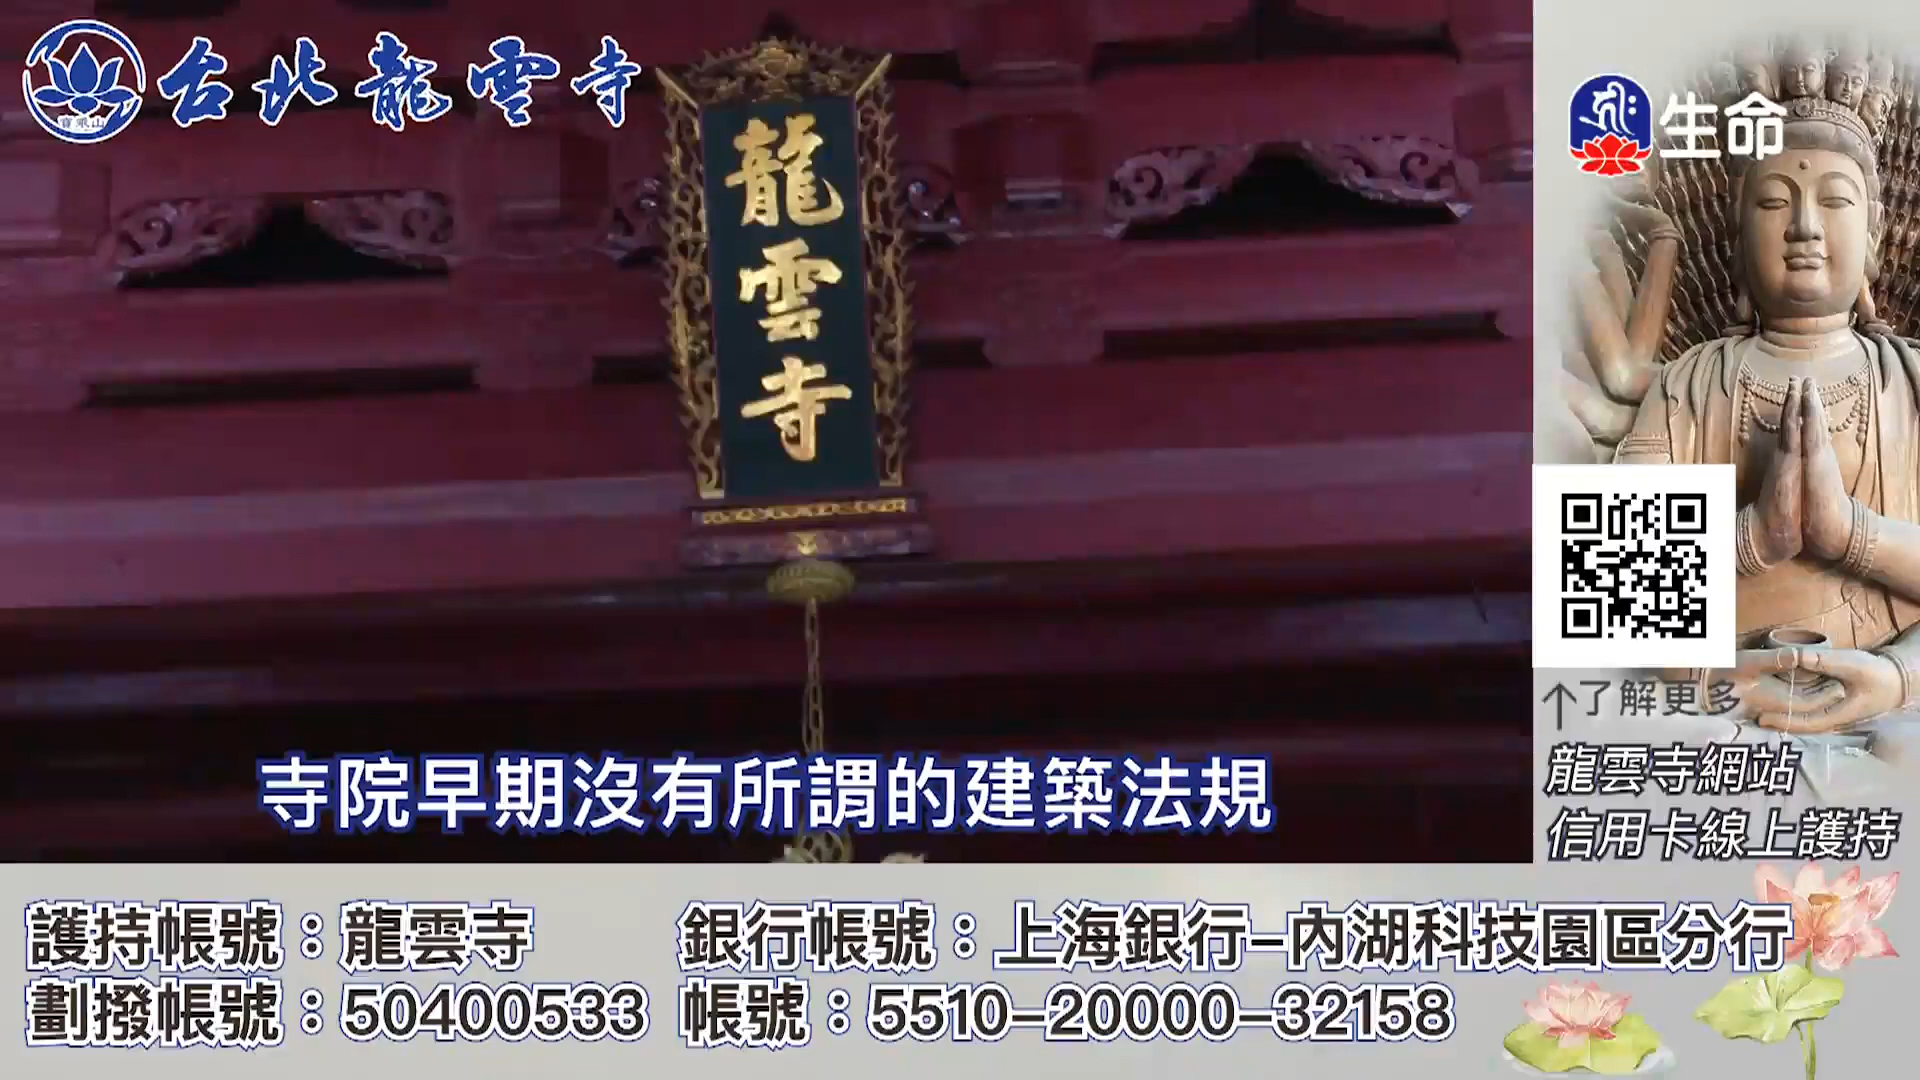 台北龍雲寺
寶泉山
龍雲寺
生命
↑了解更多
龍雲寺網站
信用卡線上護持
寺院早期沒有所謂的建築法規
護持帳號：龍雲寺
劃撥帳號：50400533
銀行帳號：上海銀行–內湖科技園區分行
帳號：5510–20000–32158